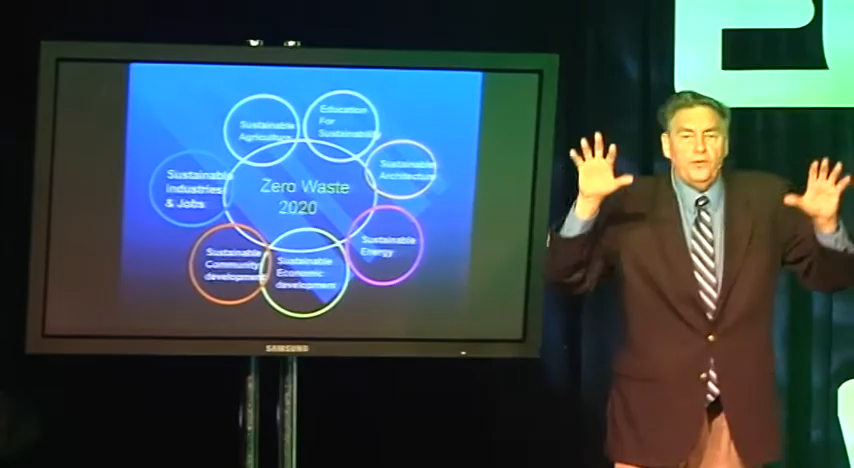 Education
For
Sustainability
Sustainable
Agriculture
Sustainable
Architecture
Sustainable
Industries
& Jobs
Zero Waste
2020
Sustainable
Energy
Sustainable
Community
development
Sustainable
Economic
development
SAMSUNG